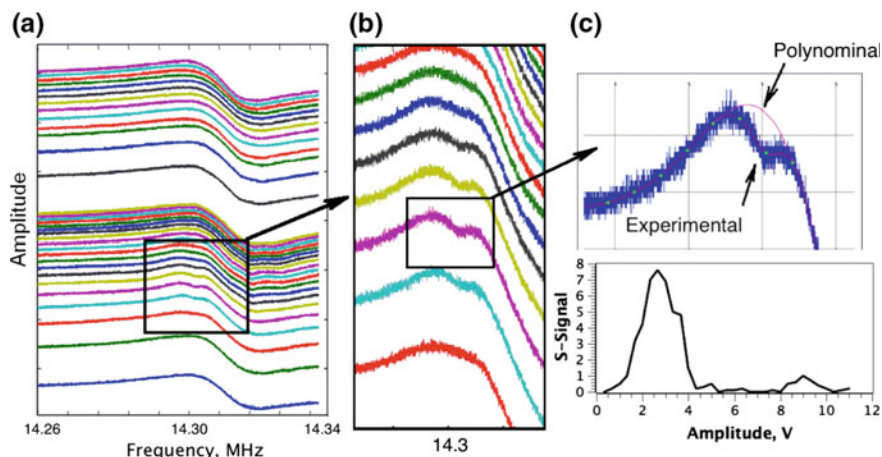 (a)
Amplitude
14.26
14.30
14.34
Frequency, MHz
(b)
14.3
(c)
Polynominal
Experimental
S-Signal
8
7
6
5
4
3
2
1
0
0 2 4 6 8 10 12
Amplitude, V